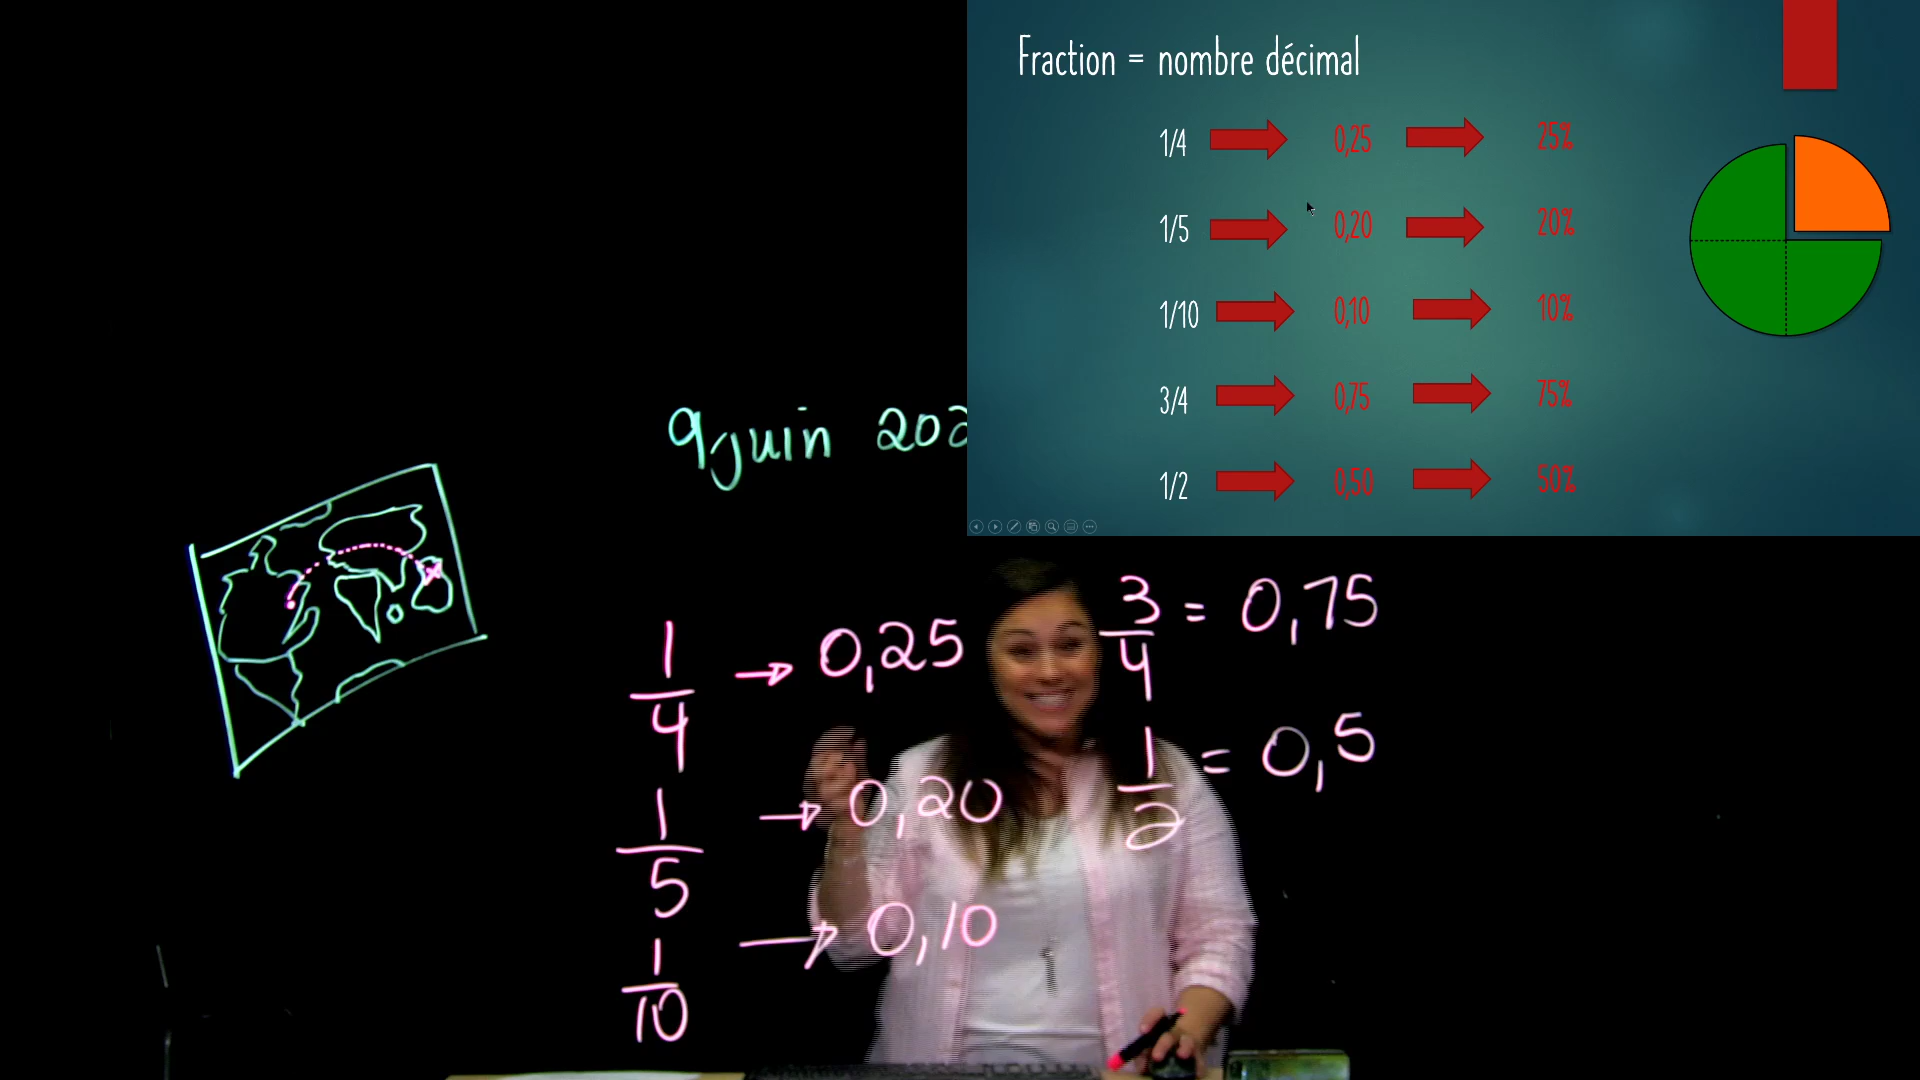 Fraction = nombre décimal
1/4 0,25 25%
1/5 0,20 20%
1/10 0,10 10%
3/4 0,75 75%
1/2 0,50 50%
9 juin 202
1/4 → 0,25
1/5 → 0,20
1/10 → 0,10
3/4 = 0,75
1/2 = 0,5